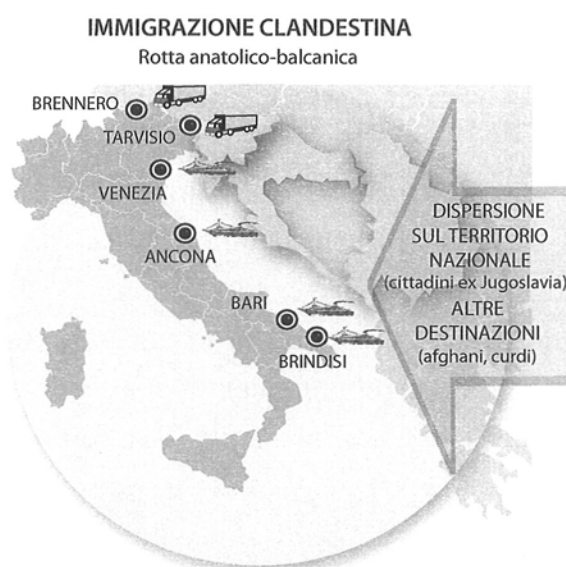 IMMIGRAZIONE CLANDESTINA
Rotta anatolico-balcanica
BRENNERO
TARVISIO
VENEZIA
ANCONA
BARI
BRINDISI
DISPERSIONE
SUL TERRITORIO
NAZIONALE
(cittadini ex Jugoslavia)
ALTRE
DESTINAZIONI
(afghani, curdi)